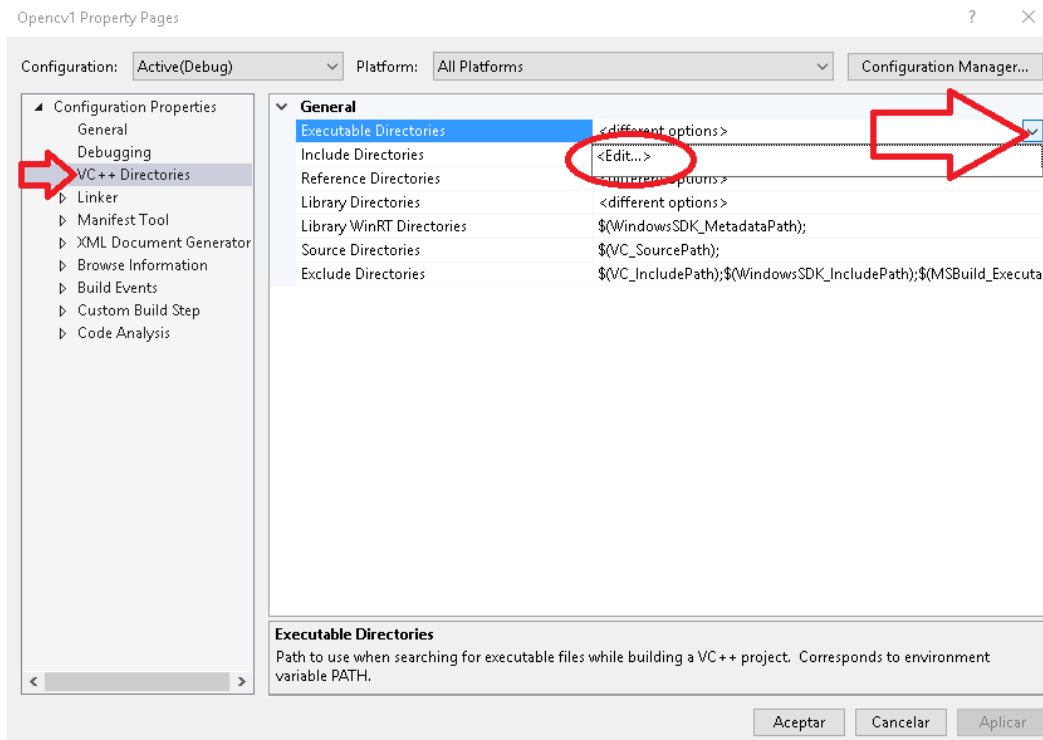 Opencv1 Property Pages
?
Configuration: Active(Debug) Platform: All Platforms Configuration Manager...
Configuration Properties
General
Debugging
VC++ Directories
Linker
Manifest Tool
XML Document Generator
Browse Information
Build Events
Custom Build Step
Code Analysis
General
Executable Directories <different options>
Include Directories <Edit...>
Reference Directories <different options>
Library Directories <different options>
Library WinRT Directories $(WindowsSDK_MetadataPath);
Source Directories $(VC_SourcePath);
Exclude Directories $(VC_IncludePath);$(WindowsSDK_IncludePath);$(MSBuild_Executa
Executable Directories
Path to use when searching for executable files while building a VC++ project. Corresponds to environment
variable PATH.
Aceptar Cancelar Aplicar